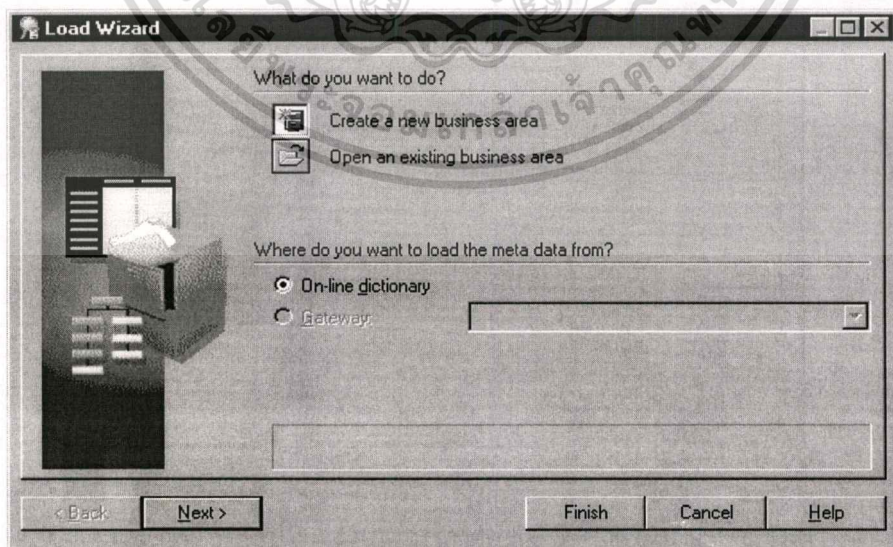 Load Wizard
What do you want to do?
Create a new business area
Open an existing business area
Where do you want to load the meta data from?
On-line dictionary
Gateway:
< Back
Next >
Finish
Cancel
Help